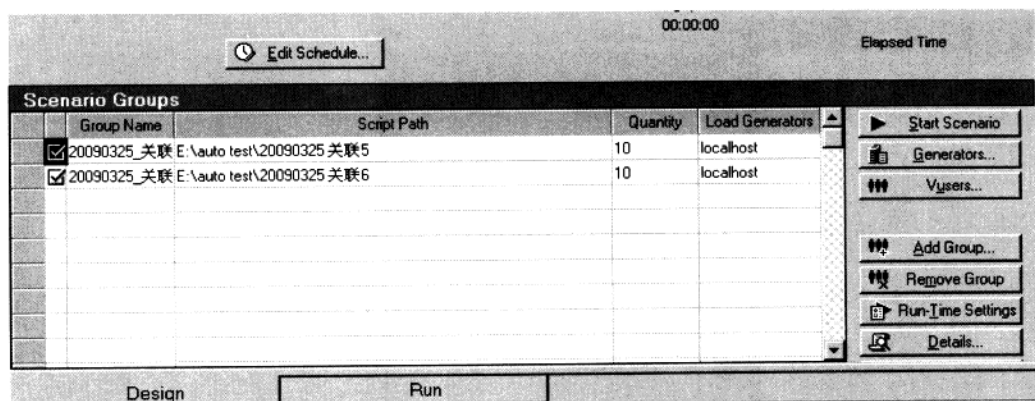 00:00:00
Edit Schedule...
Elapsed Time
Scenario Groups
Group Name Script Path Quantity Load Generators
20090325_关联 E:\auto test\20090325 关联5 10 localhost
20090325_关联 E:\auto test\20090325 关联6 10 localhost
Start Scenario
Generators...
Vusers...
Add Group...
Remove Group
Run-Time Settings
Details...
Design Run